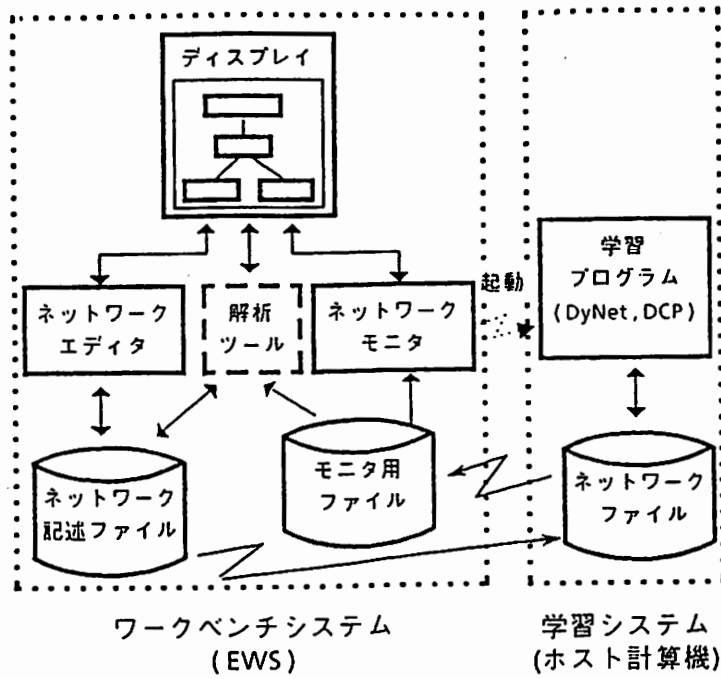 ディスプレイ
ネットワーク
エディタ
解析
ツール
ネットワーク
モニタ
起動
学習
プログラム
(DyNet,DCP)
ネットワーク
記述ファイル
モニタ用
ファイル
ネットワーク
ファイル
ワークベンチシステム
(EWS)
学習システム
(ホスト計算機)